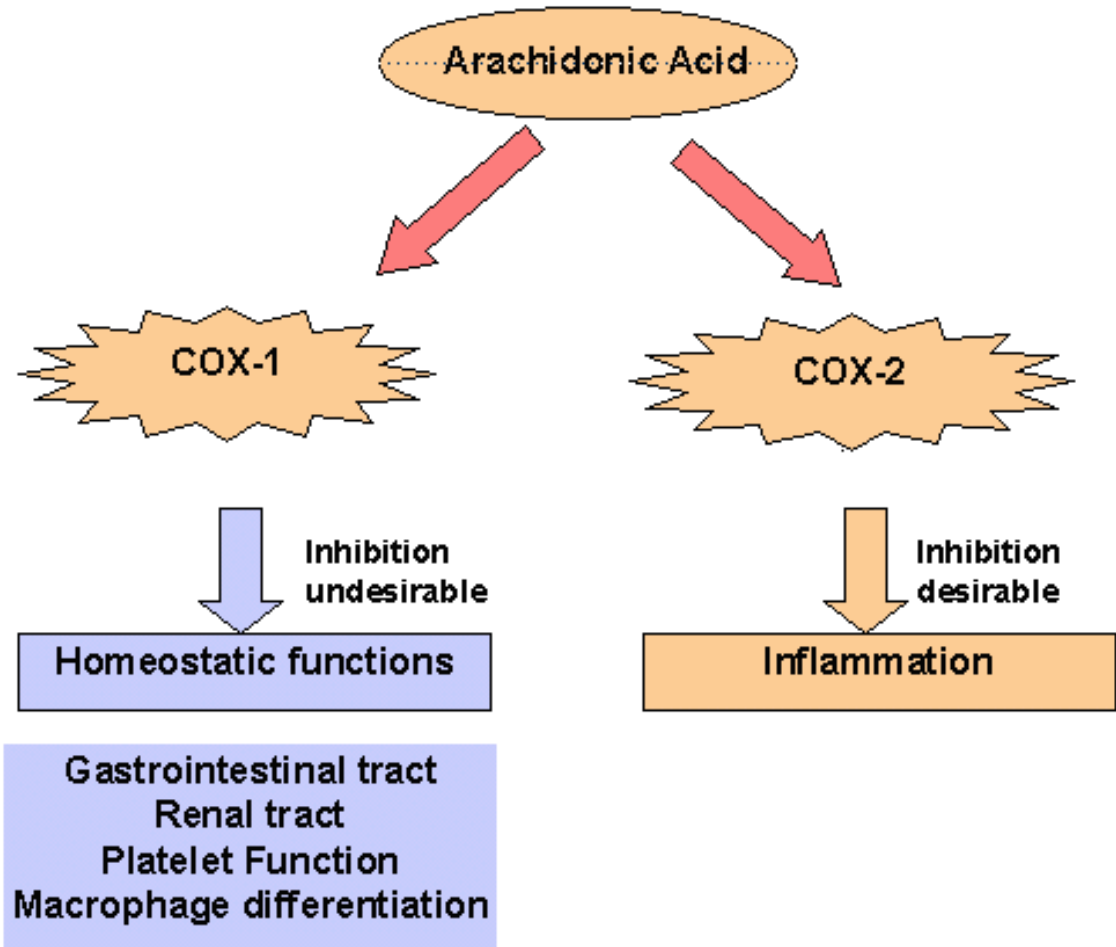 Arachidonic Acid
COX-1
COX-2
Inhibition
undesirable
Inhibition
desirable
Homeostatic functions
Inflammation
Gastrointestinal tract
Renal tract
Platelet Function
Macrophage differentiation